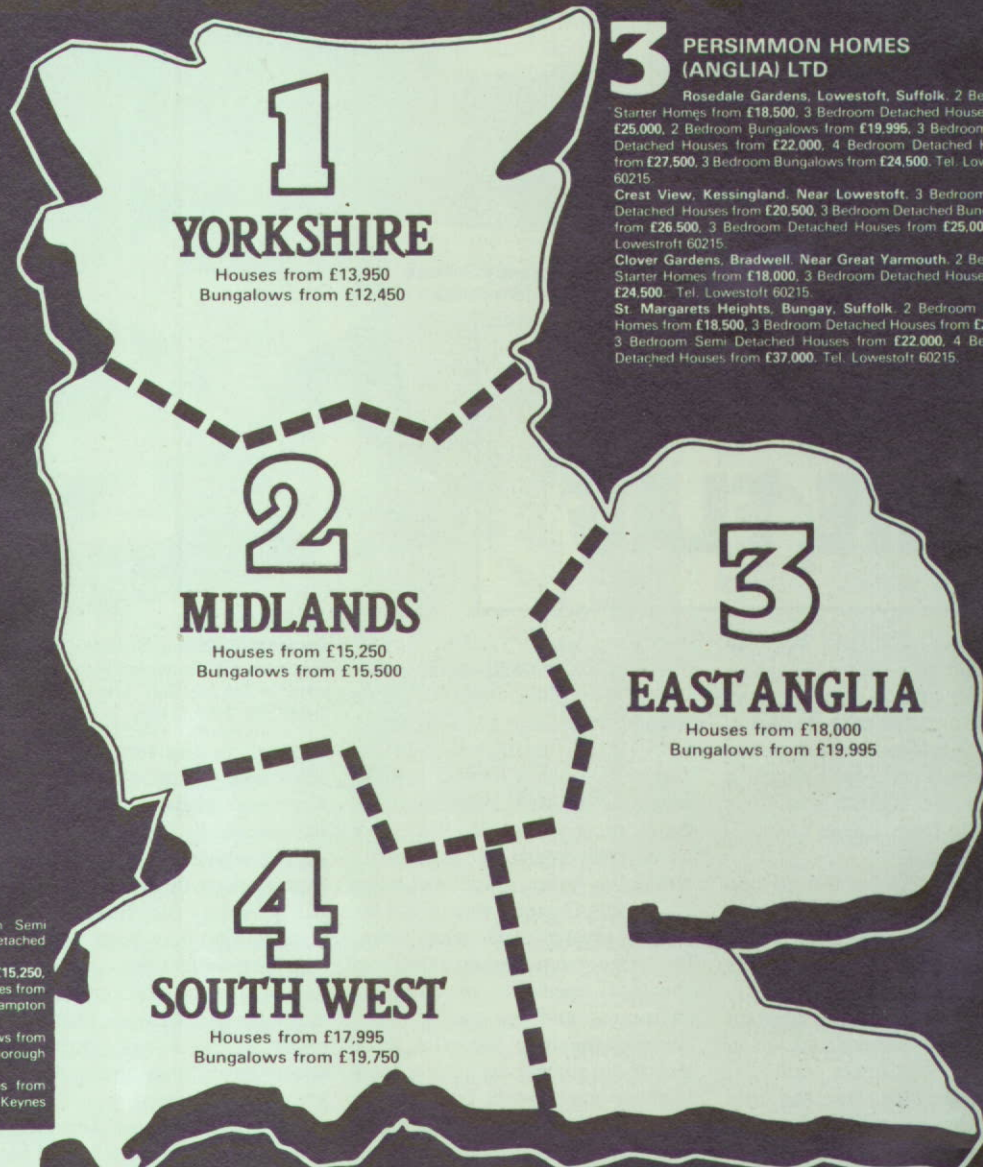 1
YORKSHIRE
Houses from £13,950
Bungalows from £12,450
2
MIDLANDS
Houses from £15,250
Bungalows from £15,500
3
EAST ANGLIA
Houses from £18,000
Bungalows from £19,995
4
SOUTH WEST
Houses from £17,995
Bungalows from £19,750
3 PERSIMMON HOMES
(ANGLIA) LTD
Rosedale Gardens, Lowestoft, Suffolk. 2 Be
Starter Homes from £18,500, 3 Bedroom Detached House
£25,000, 2 Bedroom Bungalows from £19,995, 3 Bedroom
Detached Houses from £22,000, 4 Bedroom Detached H
from £27,500, 3 Bedroom Bungalows from £24,500. Tel. Low
60215.
Crest View, Kessingland. Near Lowestoft. 3 Bedroom
Detached Houses from £20,500, 3 Bedroom Detached Bun
from £26,500, 3 Bedroom Detached Houses from £25,00
Lowestroft 60215.
Clover Gardens, Bradwell. Near Great Yarmouth. 2 Be
Starter Homes from £18,000, 3 Bedroom Detached House
£24,500. Tel. Lowestoft 60215.
St. Margarets Heights, Bungay, Suffolk. 2 Bedroom
Homes from £18,500, 3 Bedroom Detached Houses from £2
3 Bedroom Semi Detached Houses from £22,000, 4 Be
Detached Houses from £37,000. Tel. Lowestoft 60215.
Semi
etached
£15,250,
es from
ampton
ws from
orough
s from
Keynes